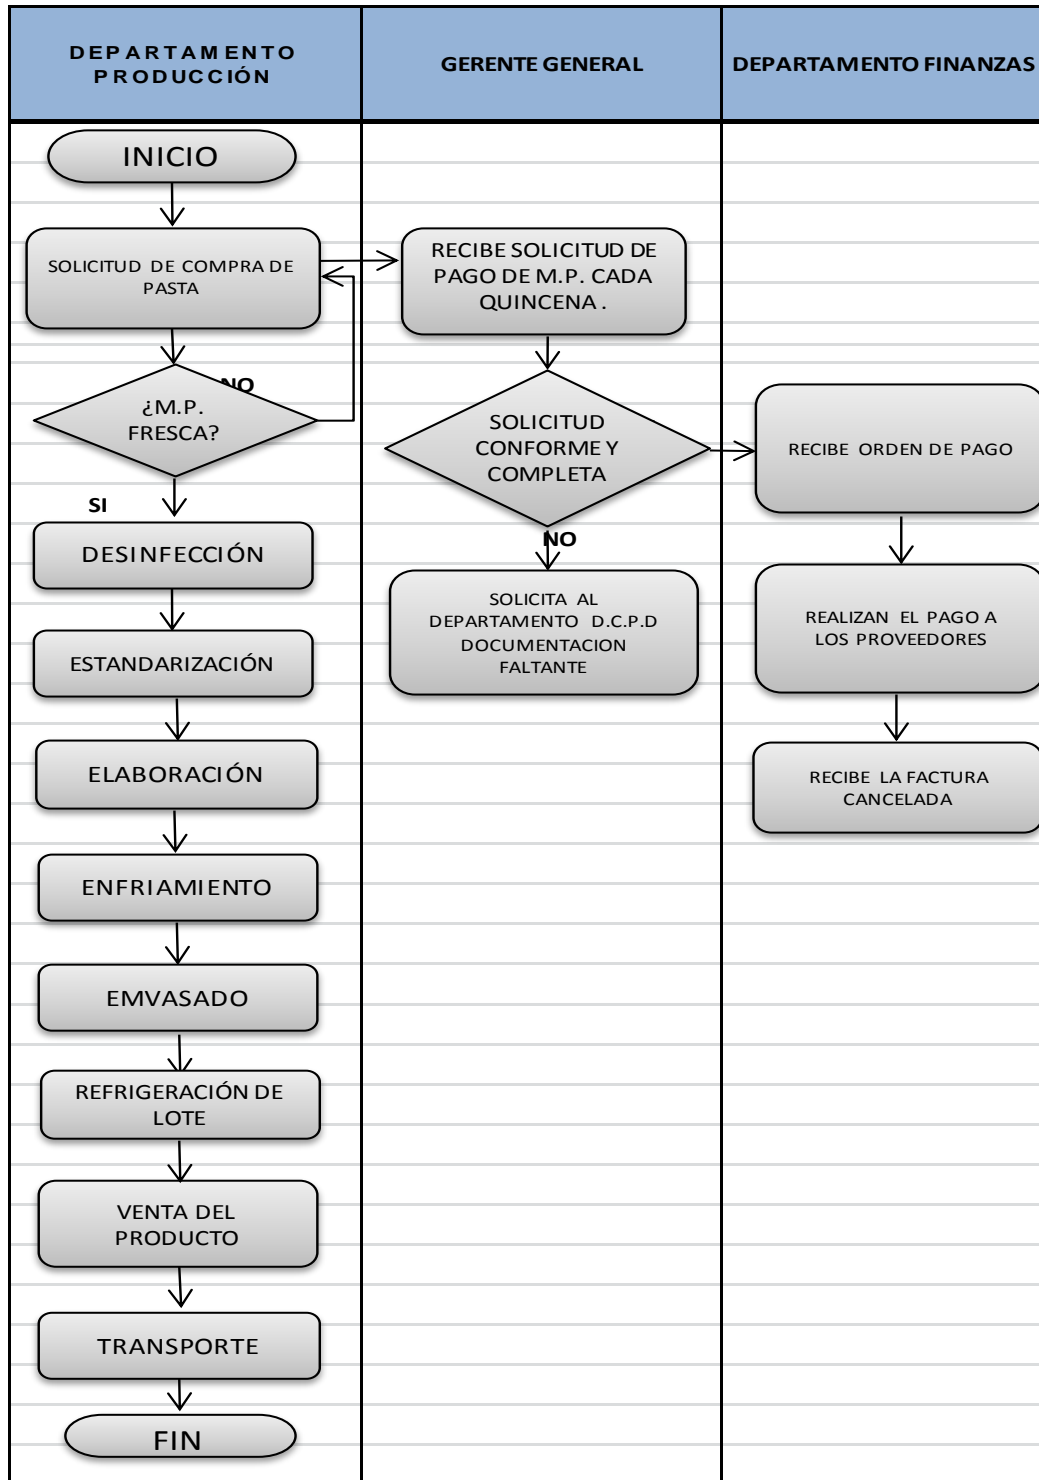 DEPARTAMENTO
PRODUCCIÓN
GERENTE GENERAL
DEPARTAMENTO FINANZAS
INICIO
SOLICITUD DE COMPRA DE
PASTA
¿M.P.
FRESCA?
NO
SI
DESINFECCIÓN
ESTANDARIZACIÓN
ELABORACIÓN
ENFRIAMIENTO
EMVASADO
REFRIGERACIÓN DE
LOTE
VENTA DEL
PRODUCTO
TRANSPORTE
FIN
RECIBE SOLICITUD DE
PAGO DE M.P. CADA
QUINCENA .
SOLICITUD
CONFORME Y
COMPLETA
NO
SOLICITA AL
DEPARTAMENTO D.C.P.D
DOCUMENTACION
FALTANTE
RECIBE ORDEN DE PAGO
REALIZAN EL PAGO A
LOS PROVEEDORES
RECIBE LA FACTURA
CANCELADA